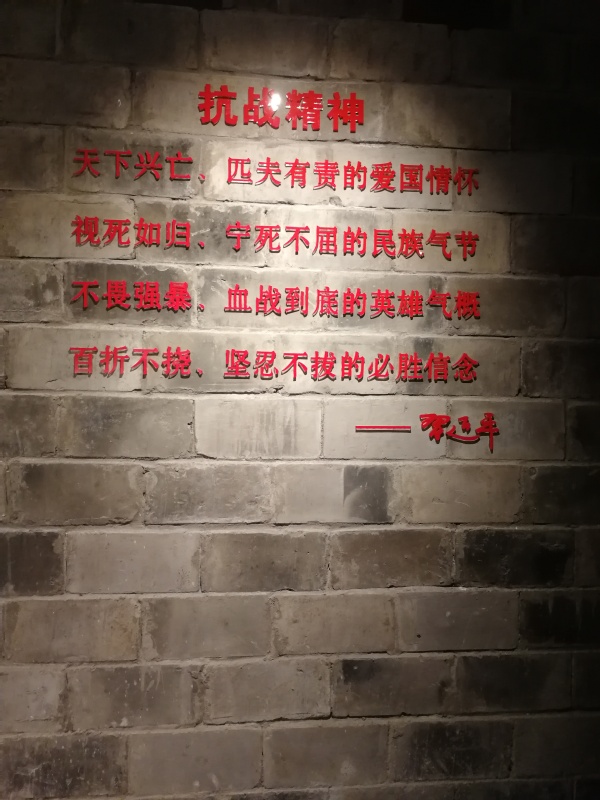 抗战精神
天下兴亡、匹夫有责的爱国情怀
视死如归、宁死不屈的民族气节
不畏强暴、血战到底的英雄气概
百折不挠、坚忍不拔的必胜信念
——习近平